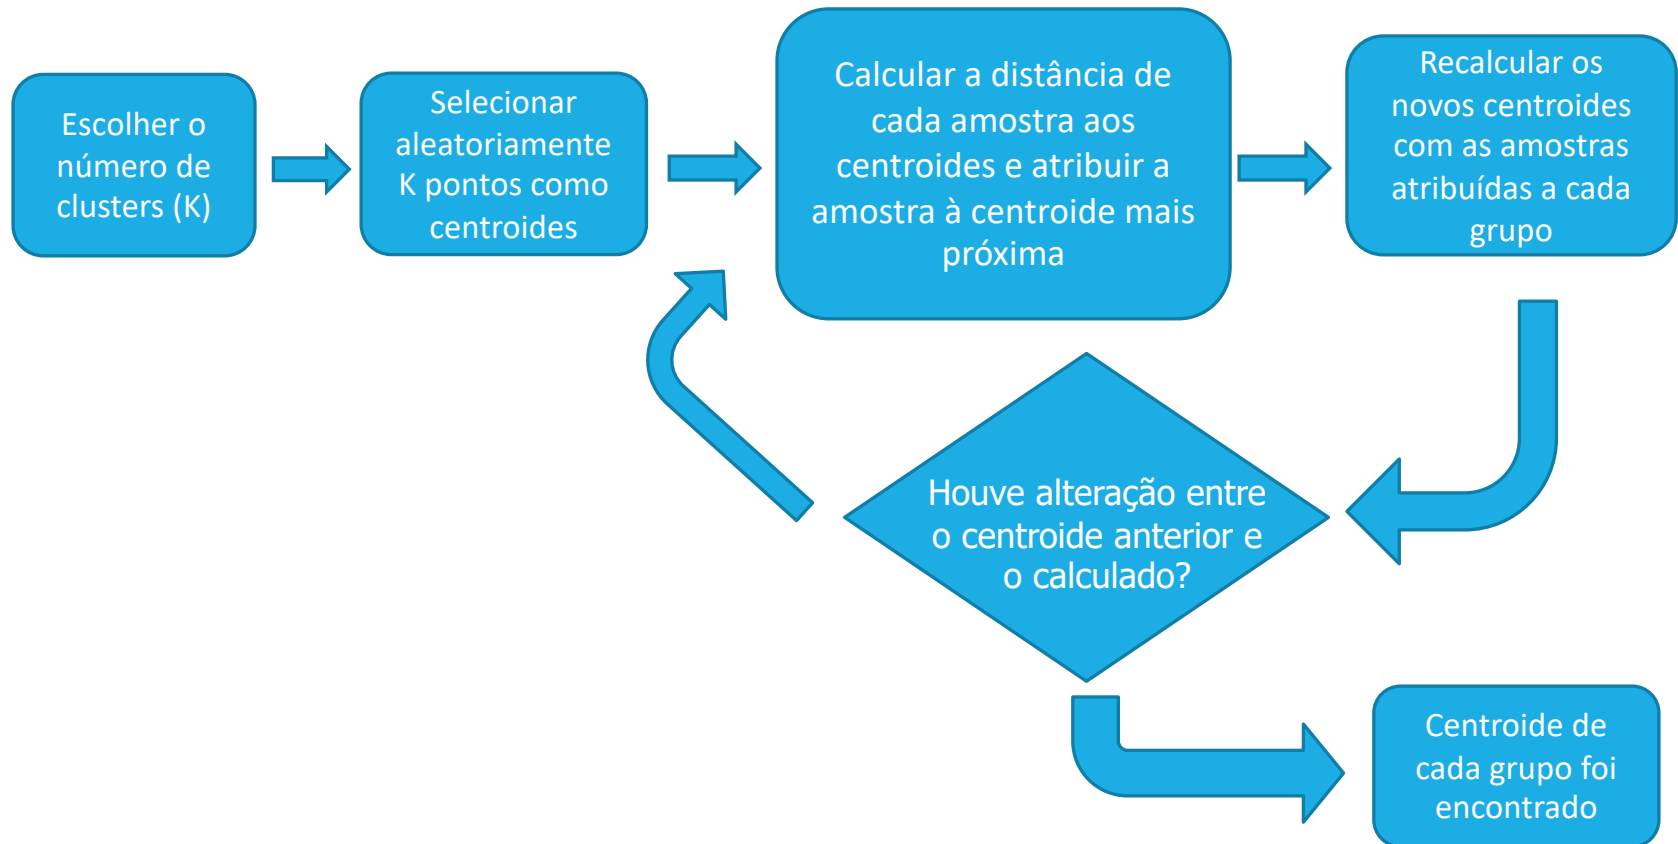 Escolher o
número de
clusters (K)
Selecionar
aleatoriamente
K pontos como
centroides
Calcular a distância de
cada amostra aos
centroides e atribuir a
amostra à centroide mais
próxima
Recalcular os
novos centroides
com as amostras
atribuídas a cada
grupo
Houve alteração entre
o centroide anterior e
o calculado?
Centroide de
cada grupo foi
encontrado